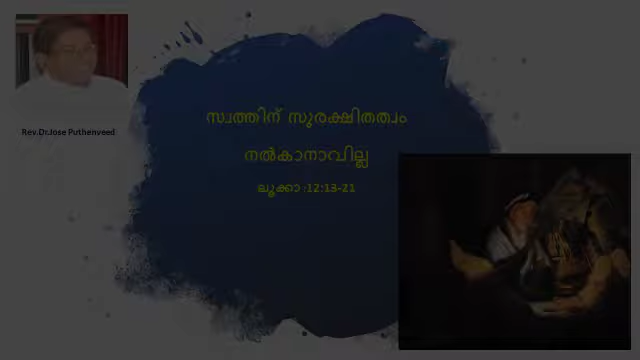 Rev.Dr.Jose Puthenveed
സ്വത്തിന് സുരക്ഷിതത്വം
നൽകാനാവില്ല
ലൂക്കാ :12:13-21